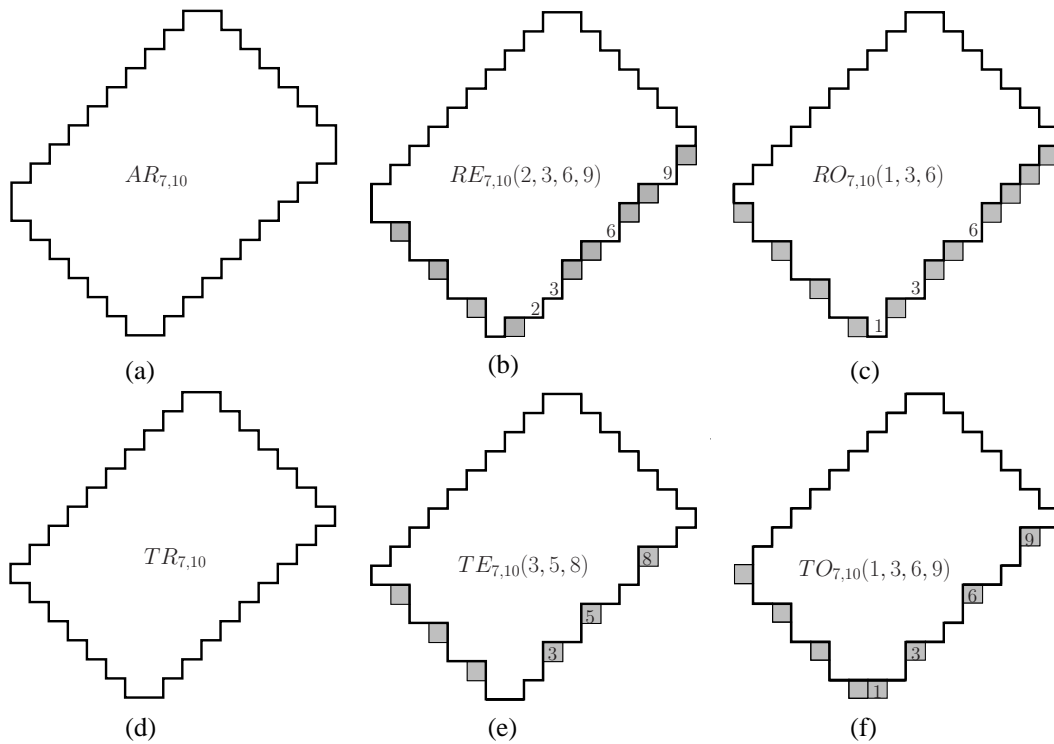 $AR_{7,10}$
$RE_{7,10}(2, 3, 6, 9)$
9
6
3
2
$RO_{7,10}(1, 3, 6)$
6
3
1
(a)
(b)
(c)
$TR_{7,10}$
$TE_{7,10}(3, 5, 8)$
8
5
3
$TO_{7,10}(1, 3, 6, 9)$
9
6
3
1
(d)
(e)
(f)